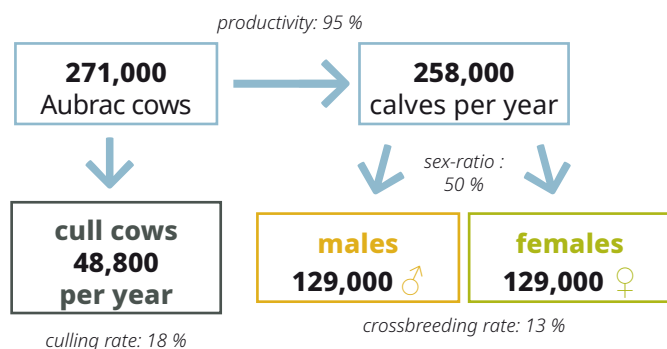 productivity: 95 %
271,000
Aubrac cows
258,000
calves per year
sex-ratio :
50 %
cull cows
48,800
per year
males
129,000 ♂
females
129,000 ♀
culling rate: 18 %
crossbreeding rate: 13 %